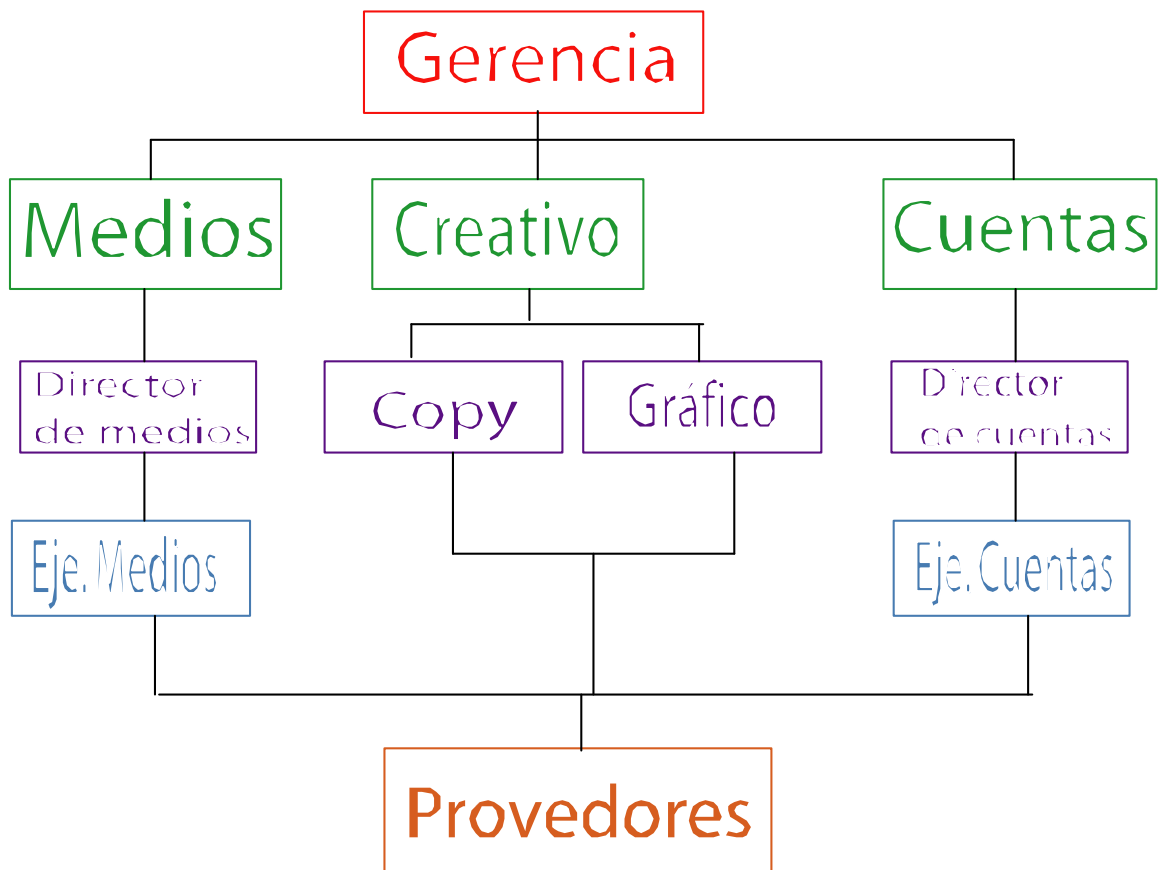 Gerencia
Medios
Creativo
Cuentas
Director
de medios
Copy
Gráfico
Director
de cuentas
Eje. Medios
Eje. Cuentas
Provedores